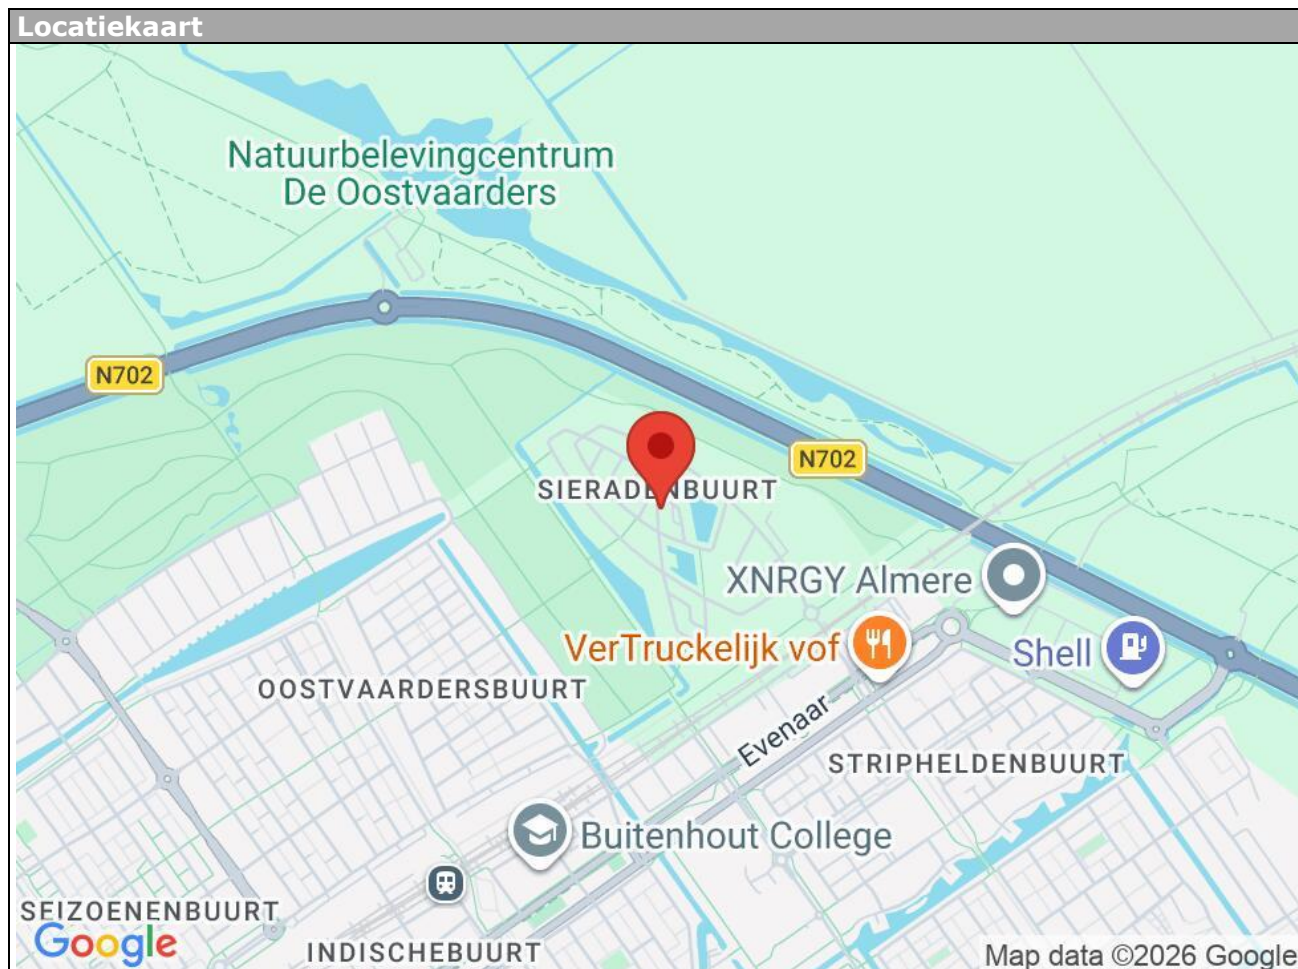 Locatiekaart
Natuurbelevingcentrum
De Oostvaarders
N702
N702
SIERADENBUURT
XNRGY Almere
VerTruckelijk vof
Shell
OOSTVAARDERSBUURT
Evenaar
STRIPHELDENBUURT
Buitenhout College
SEIZOENENBUURT
Google
INDISCHEBUURT
Map data ©2026 Google